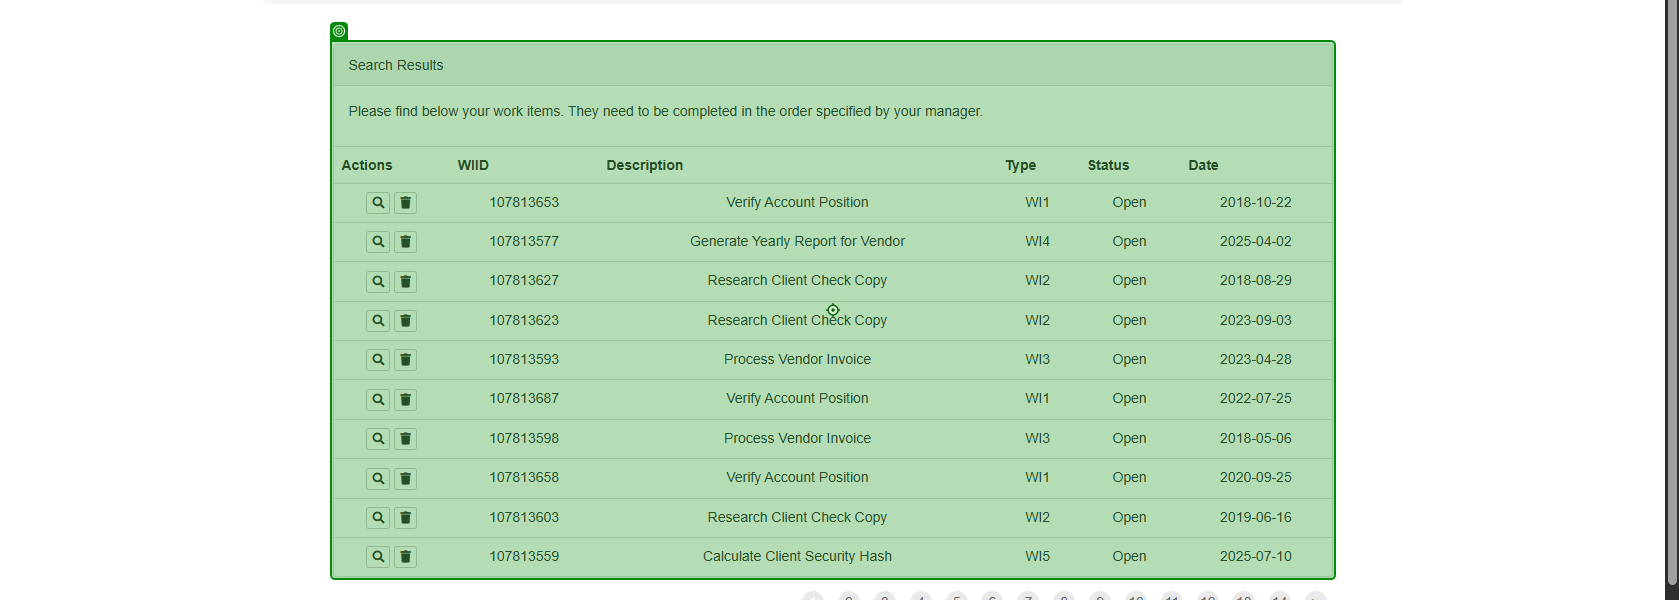 Search Results
Please find below your work items. They need to be completed in the order specified by your manager.
Actions WIID Description Type Status Date
107813653 Verify Account Position WI1 Open 2018-10-22
107813577 Generate Yearly Report for Vendor WI4 Open 2025-04-02
107813627 Research Client Check Copy WI2 Open 2018-08-29
107813623 Research Client Check Copy WI2 Open 2023-09-03
107813593 Process Vendor Invoice WI3 Open 2023-04-28
107813687 Verify Account Position WI1 Open 2022-07-25
107813598 Process Vendor Invoice WI3 Open 2018-05-06
107813658 Verify Account Position WI1 Open 2020-09-25
107813603 Research Client Check Copy WI2 Open 2019-06-16
107813559 Calculate Client Security Hash WI5 Open 2025-07-10